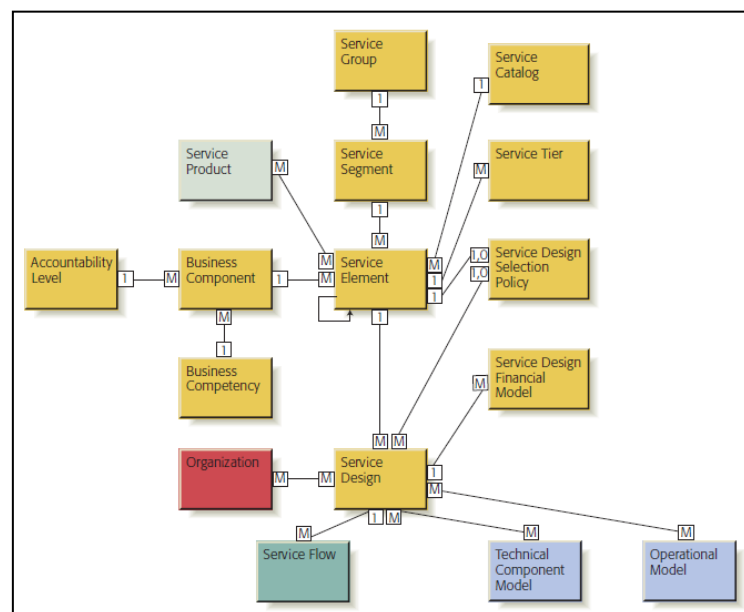 Service
Group
1
M
Service
Catalog
1
Service
Product
M
Service
Segment
1
M
Service Tier
M
Accountability
Level
1
M
Business
Component
1
M
M
Service
Element
M
1
1
1
1,0
1,0
Service Design
Selection
Policy
M
1
Business
Competency
Service Design
Financial
Model
M
Organization
M
M
M
M
Service
Design
1
M
1
M
M
Service Flow
M
Technical
Component
Model
M
Operational
Model